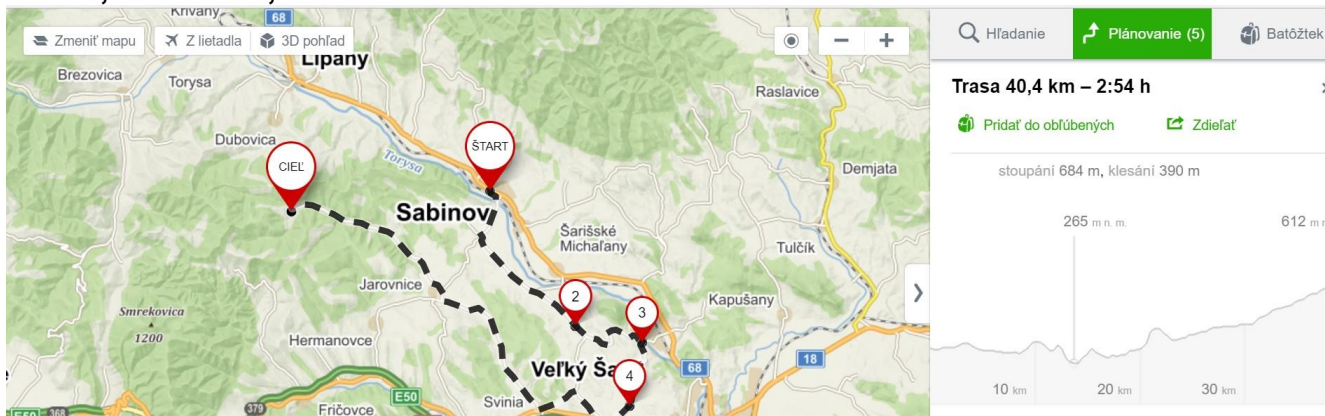 Krivany
68
Zmeniť mapu
Z lietadla
3D pohľad
Lipany
Brezovica
Torysa
Raslavice
Dubovica
Torysa
ŠTART
CIEĽ
Demjata
Sabinov
Šarišské
Michaľany
Tulčík
Jarovnice
2
Kapušany
3
Smrekovica
1200
Hermanovce
Veľký Ša
4
68
18
E50
379
Fričovce
Svinia
E50
368
Hľadanie
Plánovanie (5)
Batôžtek
Trasa 40,4 km – 2:54 h
Pridať do obľúbených
Zdieľať
stoupání 684 m, klesání 390 m
265 m n. m.
612 m n
10 km
20 km
30 km